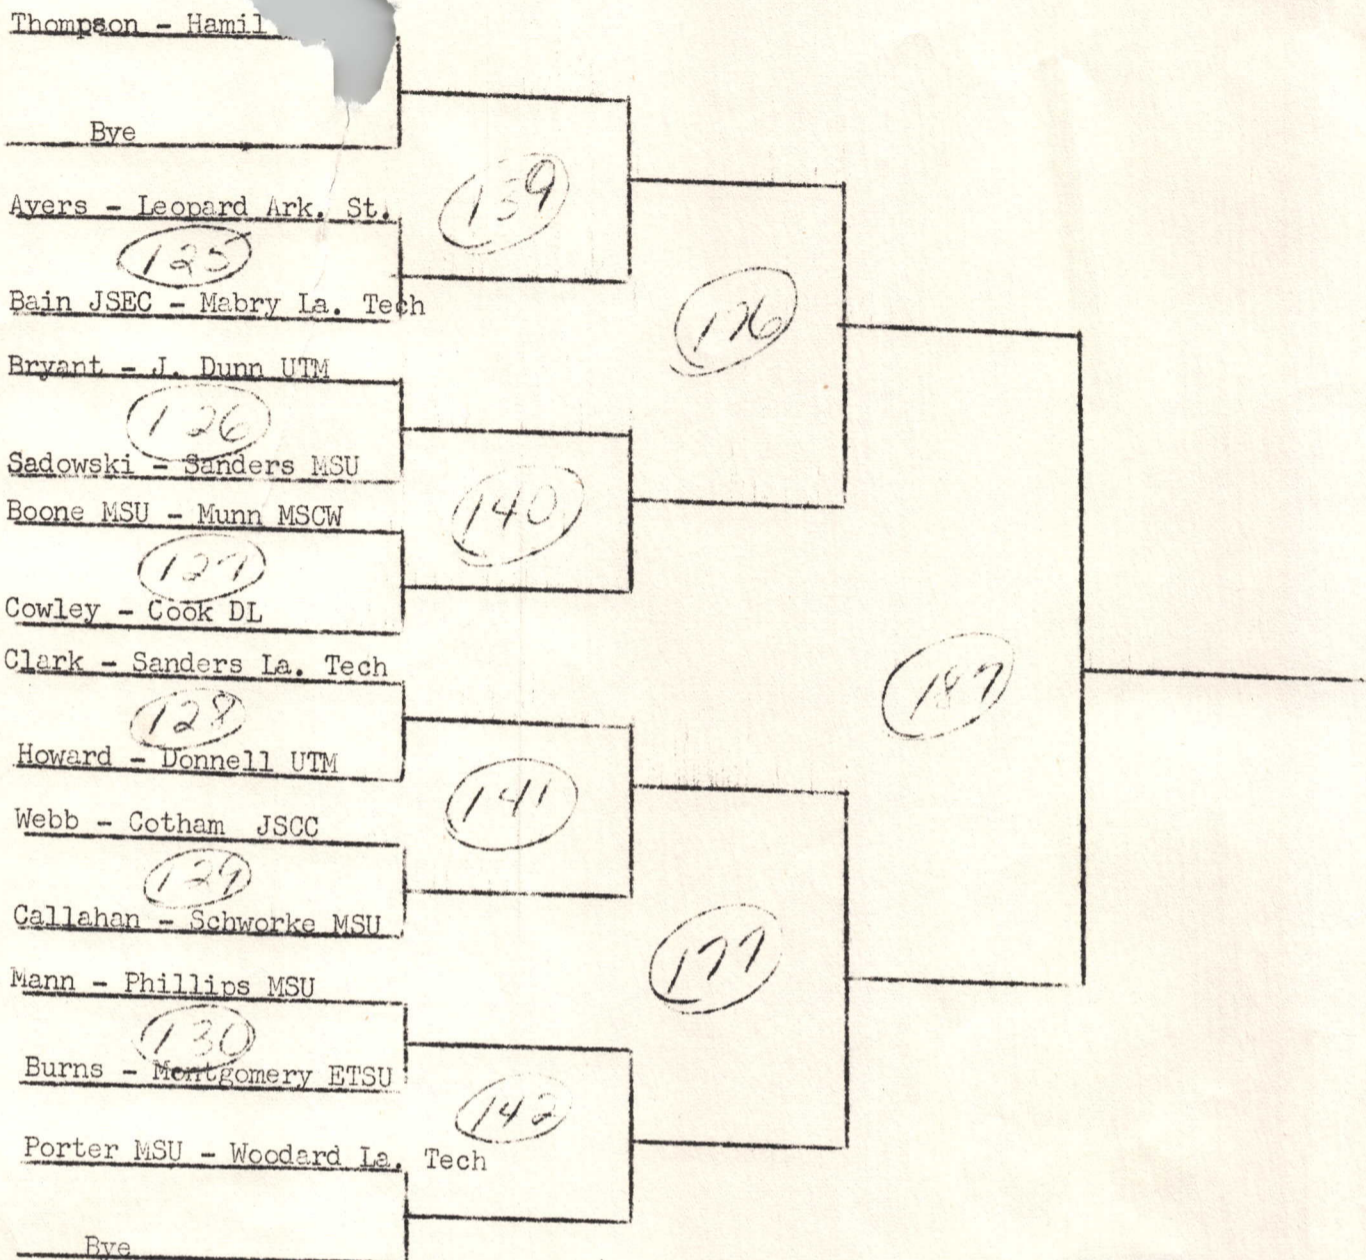 Thompson - Hamil
Bye
139
Ayers - Leopard Ark. St.
125
Bain JSEC - Mabry La. Tech
176
Bryant - J. Dunn UTM
126
Sadowski - Sanders MSU
140
Boone MSU - Munn MSCW
127
Cowley - Cook DL
Clark - Sanders La. Tech
187
128
Howard - Donnell UTM
141
Webb - Cotham JSCC
129
Callahan - Schworke MSU
177
Mann - Phillips MSU
130
Burns - Montgomery ETSU
142
Porter MSU - Woodard La. Tech
Bye